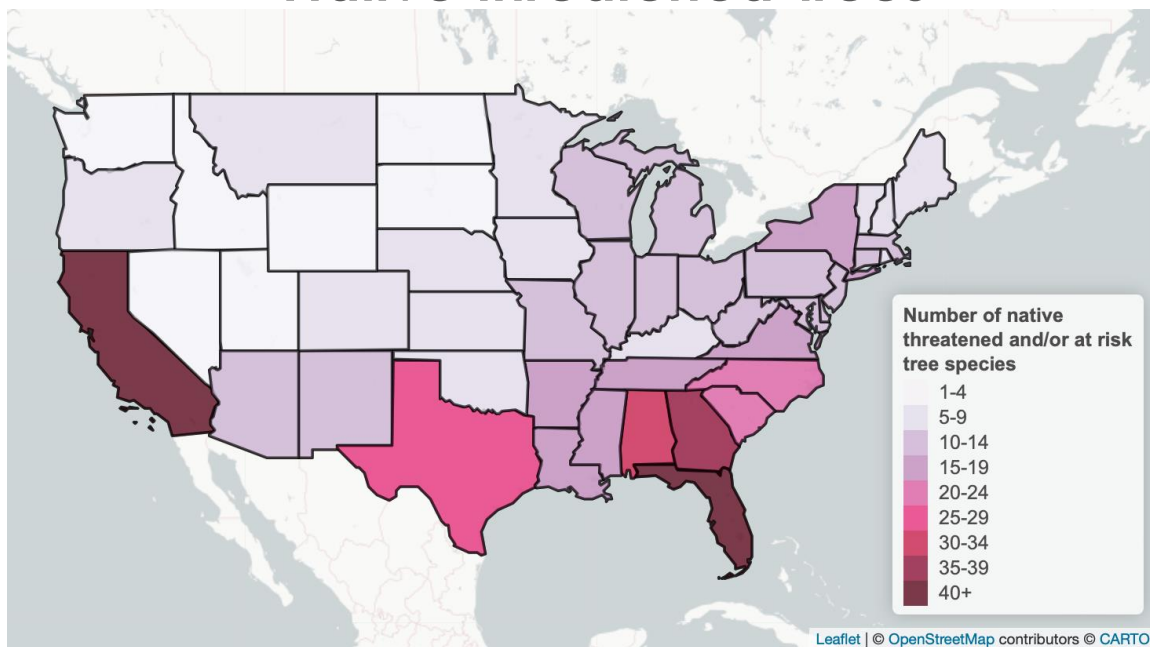 Number of native
threatened and/or at risk
tree species
1-4
5-9
10-14
15-19
20-24
25-29
30-34
35-39
40+
Leaflet | © OpenStreetMap contributors © CARTO